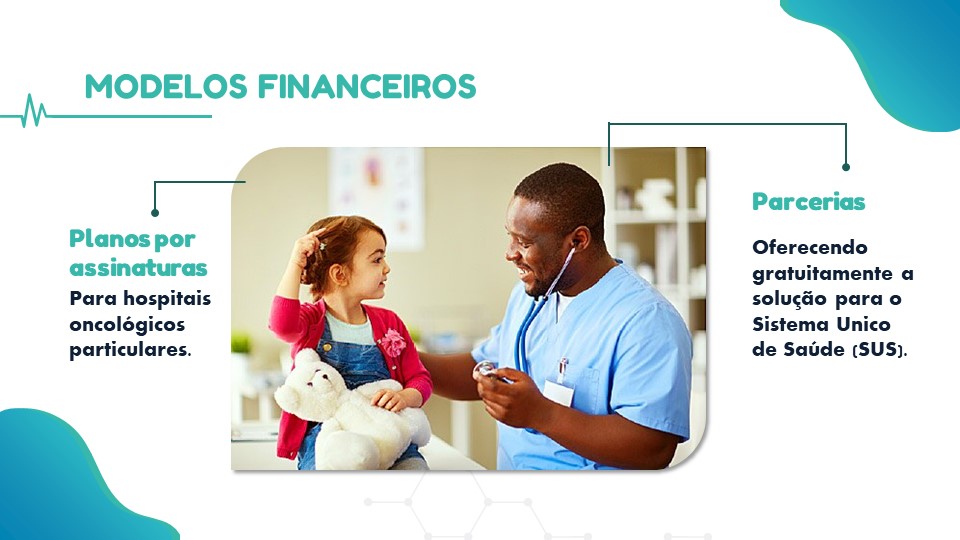 MODELOS FINANCEIROS
Planos por
assinaturas
Para hospitais
oncológicos
particulares.
Parcerias
Oferecendo
gratuitamente a
solução para o
Sistema Unico
de Saúde (SUS).